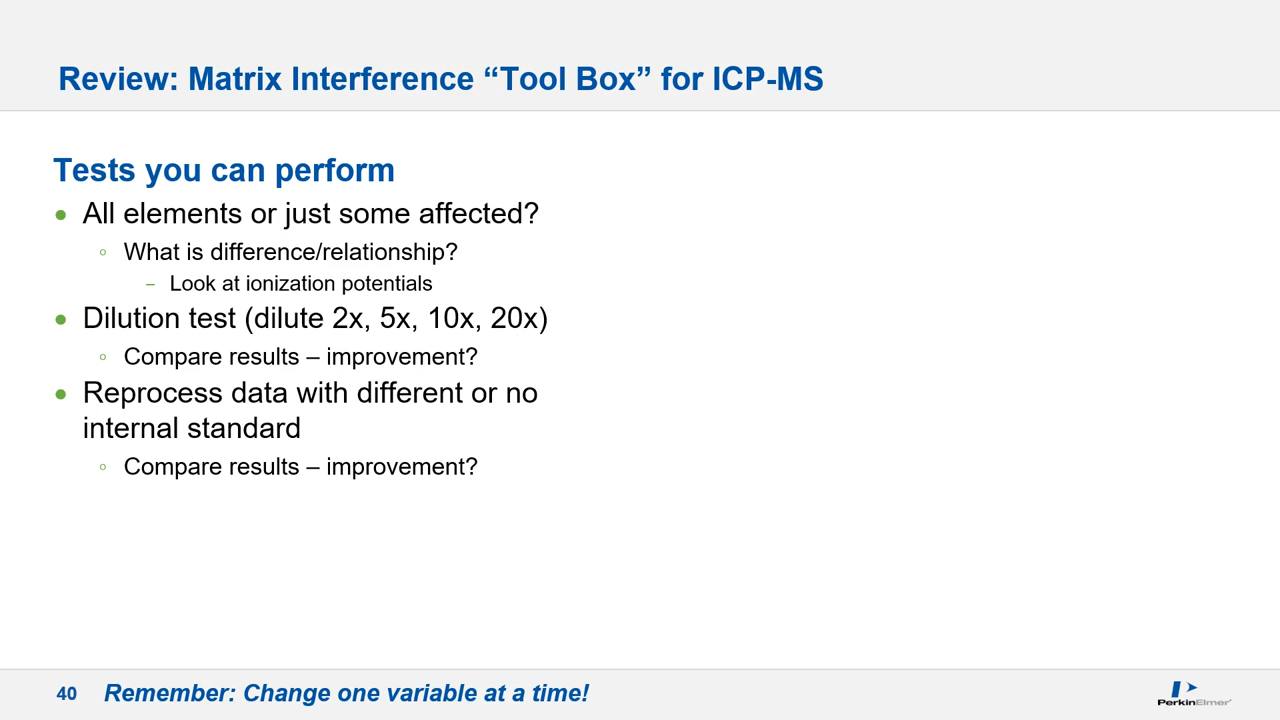 Review: Matrix Interference “Tool Box” for ICP-MS
Tests you can perform
• All elements or just some affected?
◦ What is difference/relationship?
– Look at ionization potentials
• Dilution test (dilute 2x, 5x, 10x, 20x)
◦ Compare results – improvement?
• Reprocess data with different or no
internal standard
◦ Compare results – improvement?
40 Remember: Change one variable at a time!
PerkinElmer